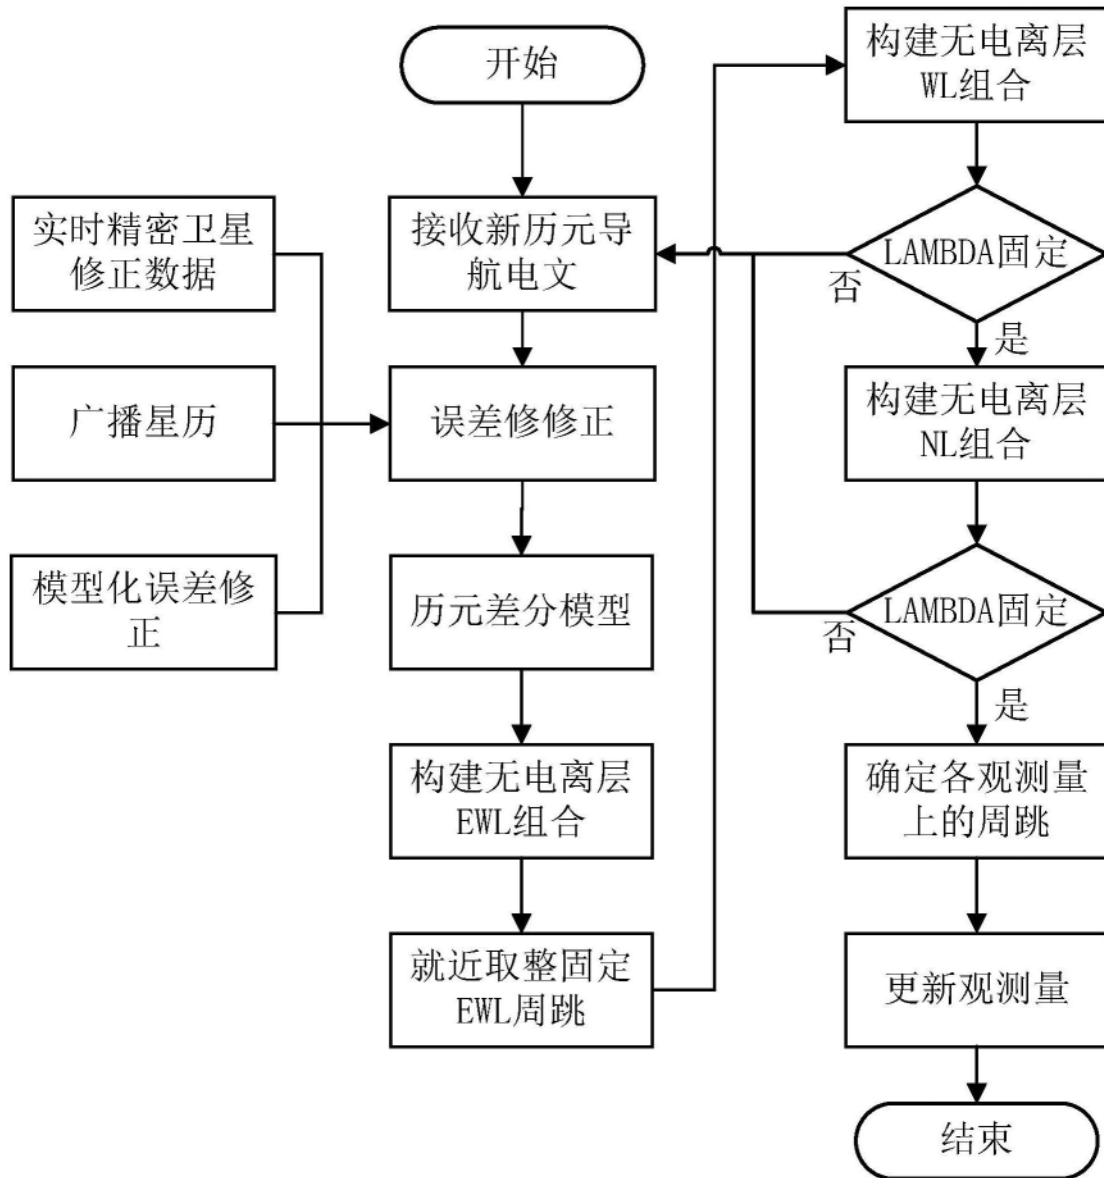 开始
接收新历元导
航电文
实时精密卫星
修正数据
广播星历
模型化误差修
正
误差修修正
历元差分模型
构建无电离层
EWL组合
就近取整固定
EWL周跳
构建无电离层
WL组合
LAMBDA固定
否
是
构建无电离层
NL组合
LAMBDA固定
否
是
确定各观测量
上的周跳
更新观测量
结束